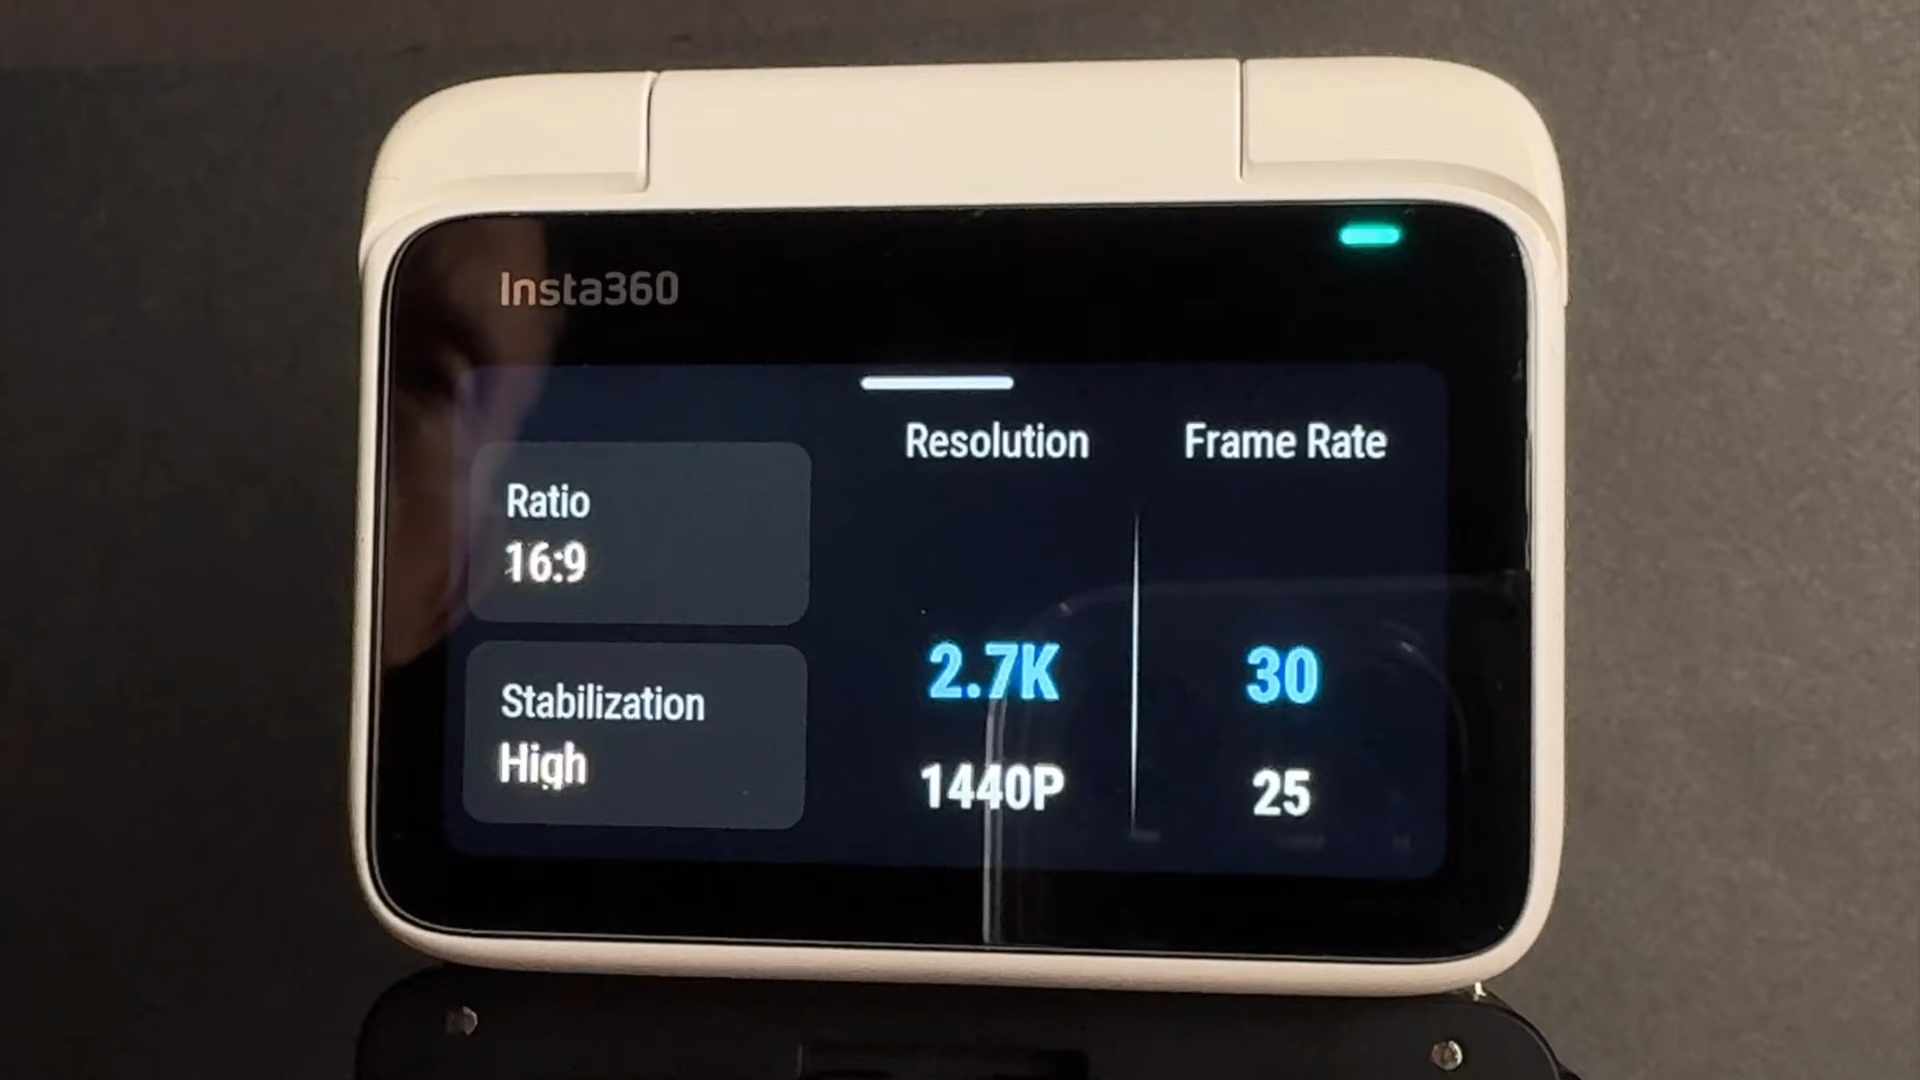 Insta360
Resolution
Frame Rate
Ratio
16:9
2.7K
30
Stabilization
High
1440P
25